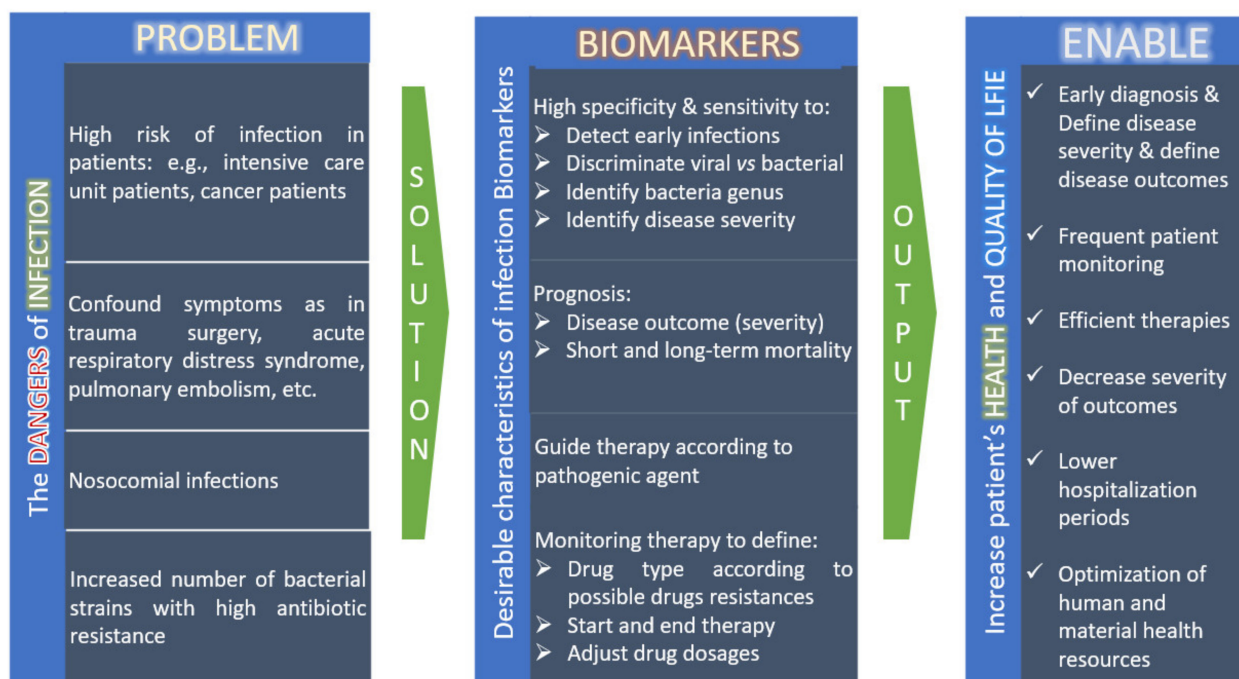 PROBLEM
The DANGERS of INFECTION
High risk of infection in
patients: e.g., intensive care
unit patients, cancer patients
Confound symptoms as in
trauma surgery, acute
respiratory distress syndrome,
pulmonary embolism, etc.
Nosocomial infections
Increased number of bacterial
strains with high antibiotic
resistance
SOLUTION
BIOMARKERS
Desirable characteristics of infection Biomarkers
High specificity & sensitivity to:
➢ Detect early infections
➢ Discriminate viral vs bacterial
➢ Identify bacteria genus
➢ Identify disease severity
Prognosis:
➢ Disease outcome (severity)
➢ Short and long-term mortality
Guide therapy according to
pathogenic agent
Monitoring therapy to define:
➢ Drug type according to
possible drugs resistances
➢ Start and end therapy
➢ Adjust drug dosages
OUTPUT
ENABLE
Increase patient's HEALTH and QUALITY OF LFIE
✓ Early diagnosis &
Define disease
severity & define
disease outcomes
✓ Frequent patient
monitoring
✓ Efficient therapies
✓ Decrease severity
of outcomes
✓ Lower
hospitalization
periods
✓ Optimization of
human and
material health
resources